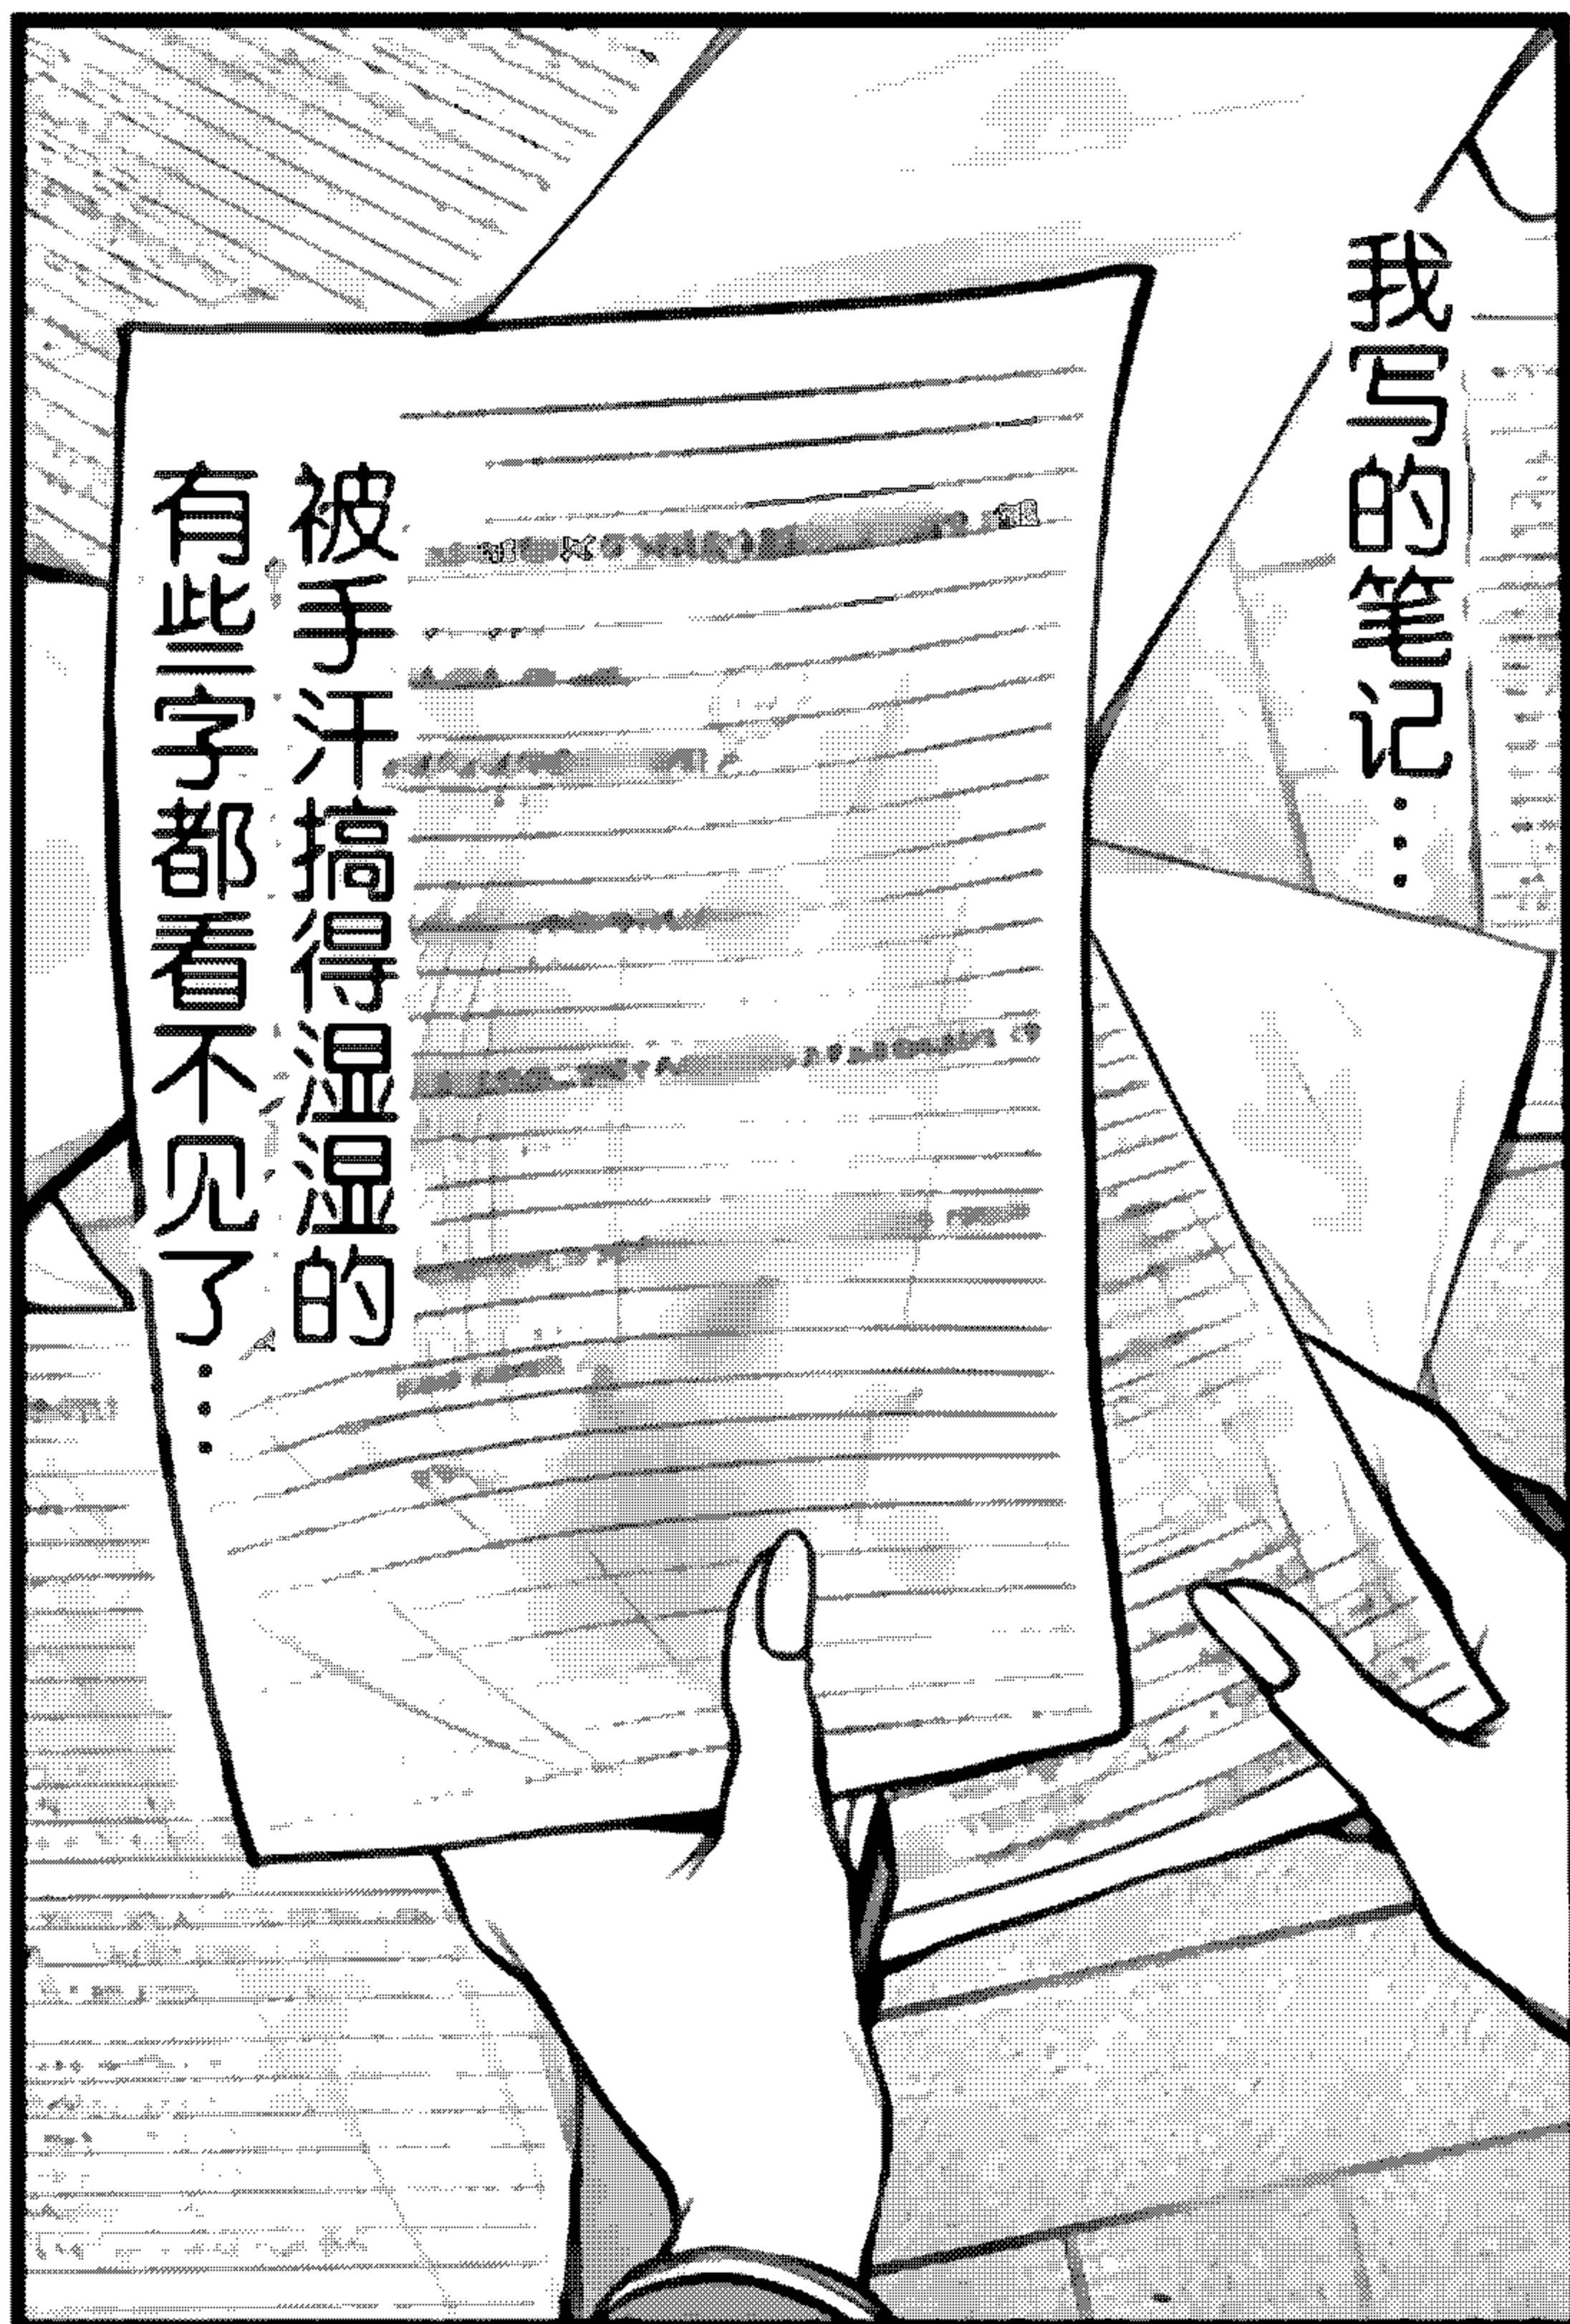 我写的笔记…
被手汗搞得湿湿的
有些字都看不见了…